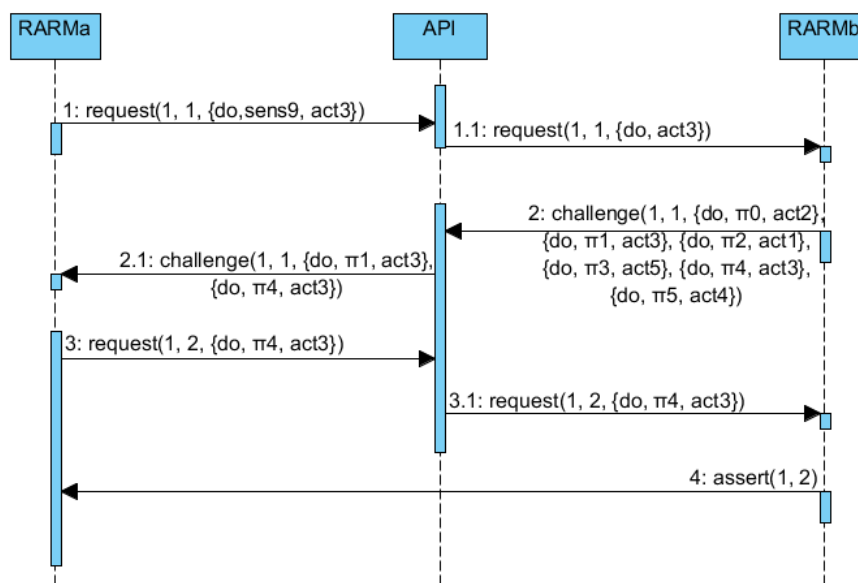 RARMa
API
RARMb
1: request(1, 1, {do,sens9, act3})
1.1: request(1, 1, {do, act3})
2: challenge(1, 1, {do, π0, act2},
{do, π1, act3}, {do, π2, act1},
{do, π3, act5}, {do, π4, act3},
{do, π5, act4})
2.1: challenge(1, 1, {do, π1, act3},
{do, π4, act3})
3: request(1, 2, {do, π4, act3})
3.1: request(1, 2, {do, π4, act3})
4: assert(1, 2)